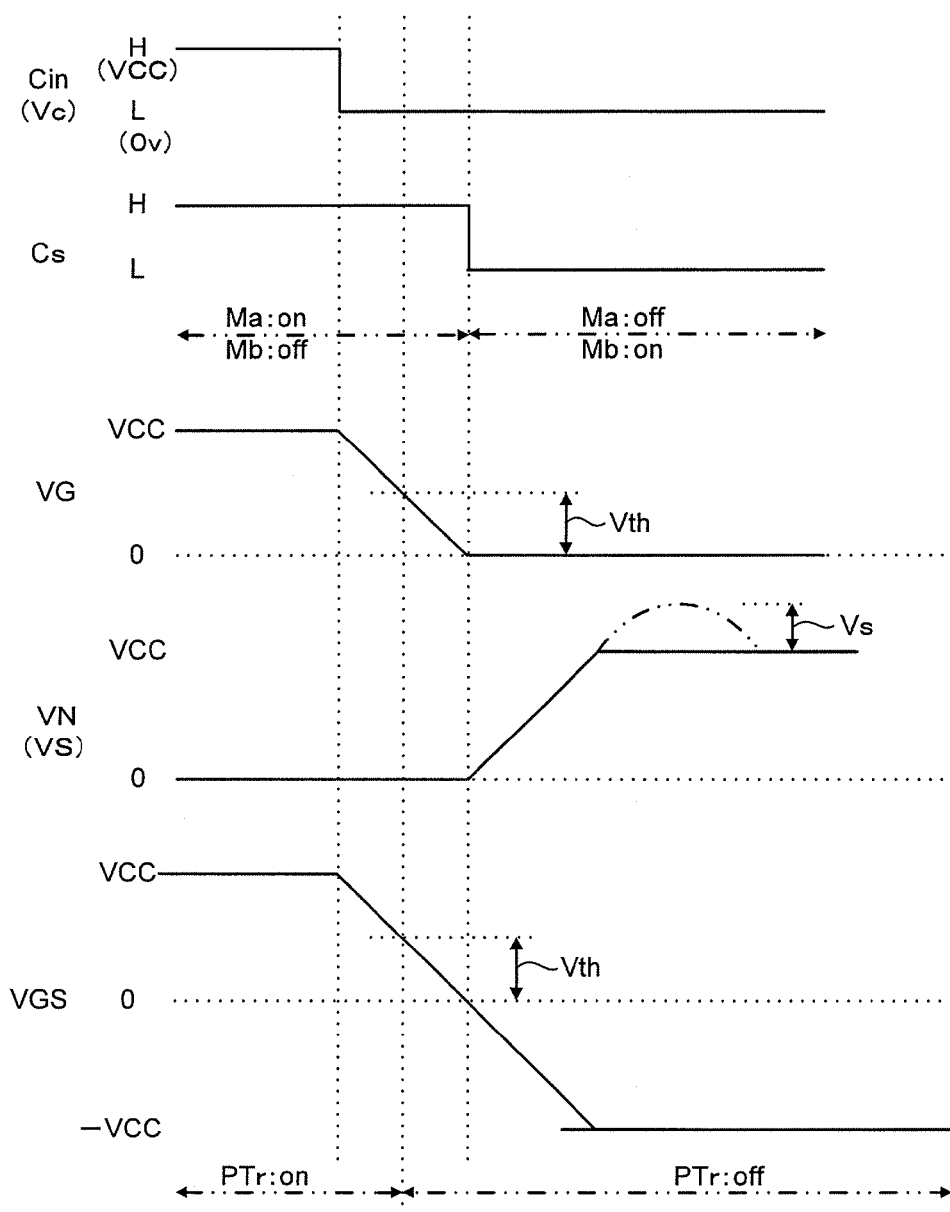 Cin
(Vc)
H
(VCC)
L
(0v)
Cs
H
L
Ma:on
Mb:off
Ma:off
Mb:on
VG
VCC
0
Vth
VN
(VS)
VCC
0
Vs
VGS
VCC
0
−VCC
Vth
PTr:on
PTr:off